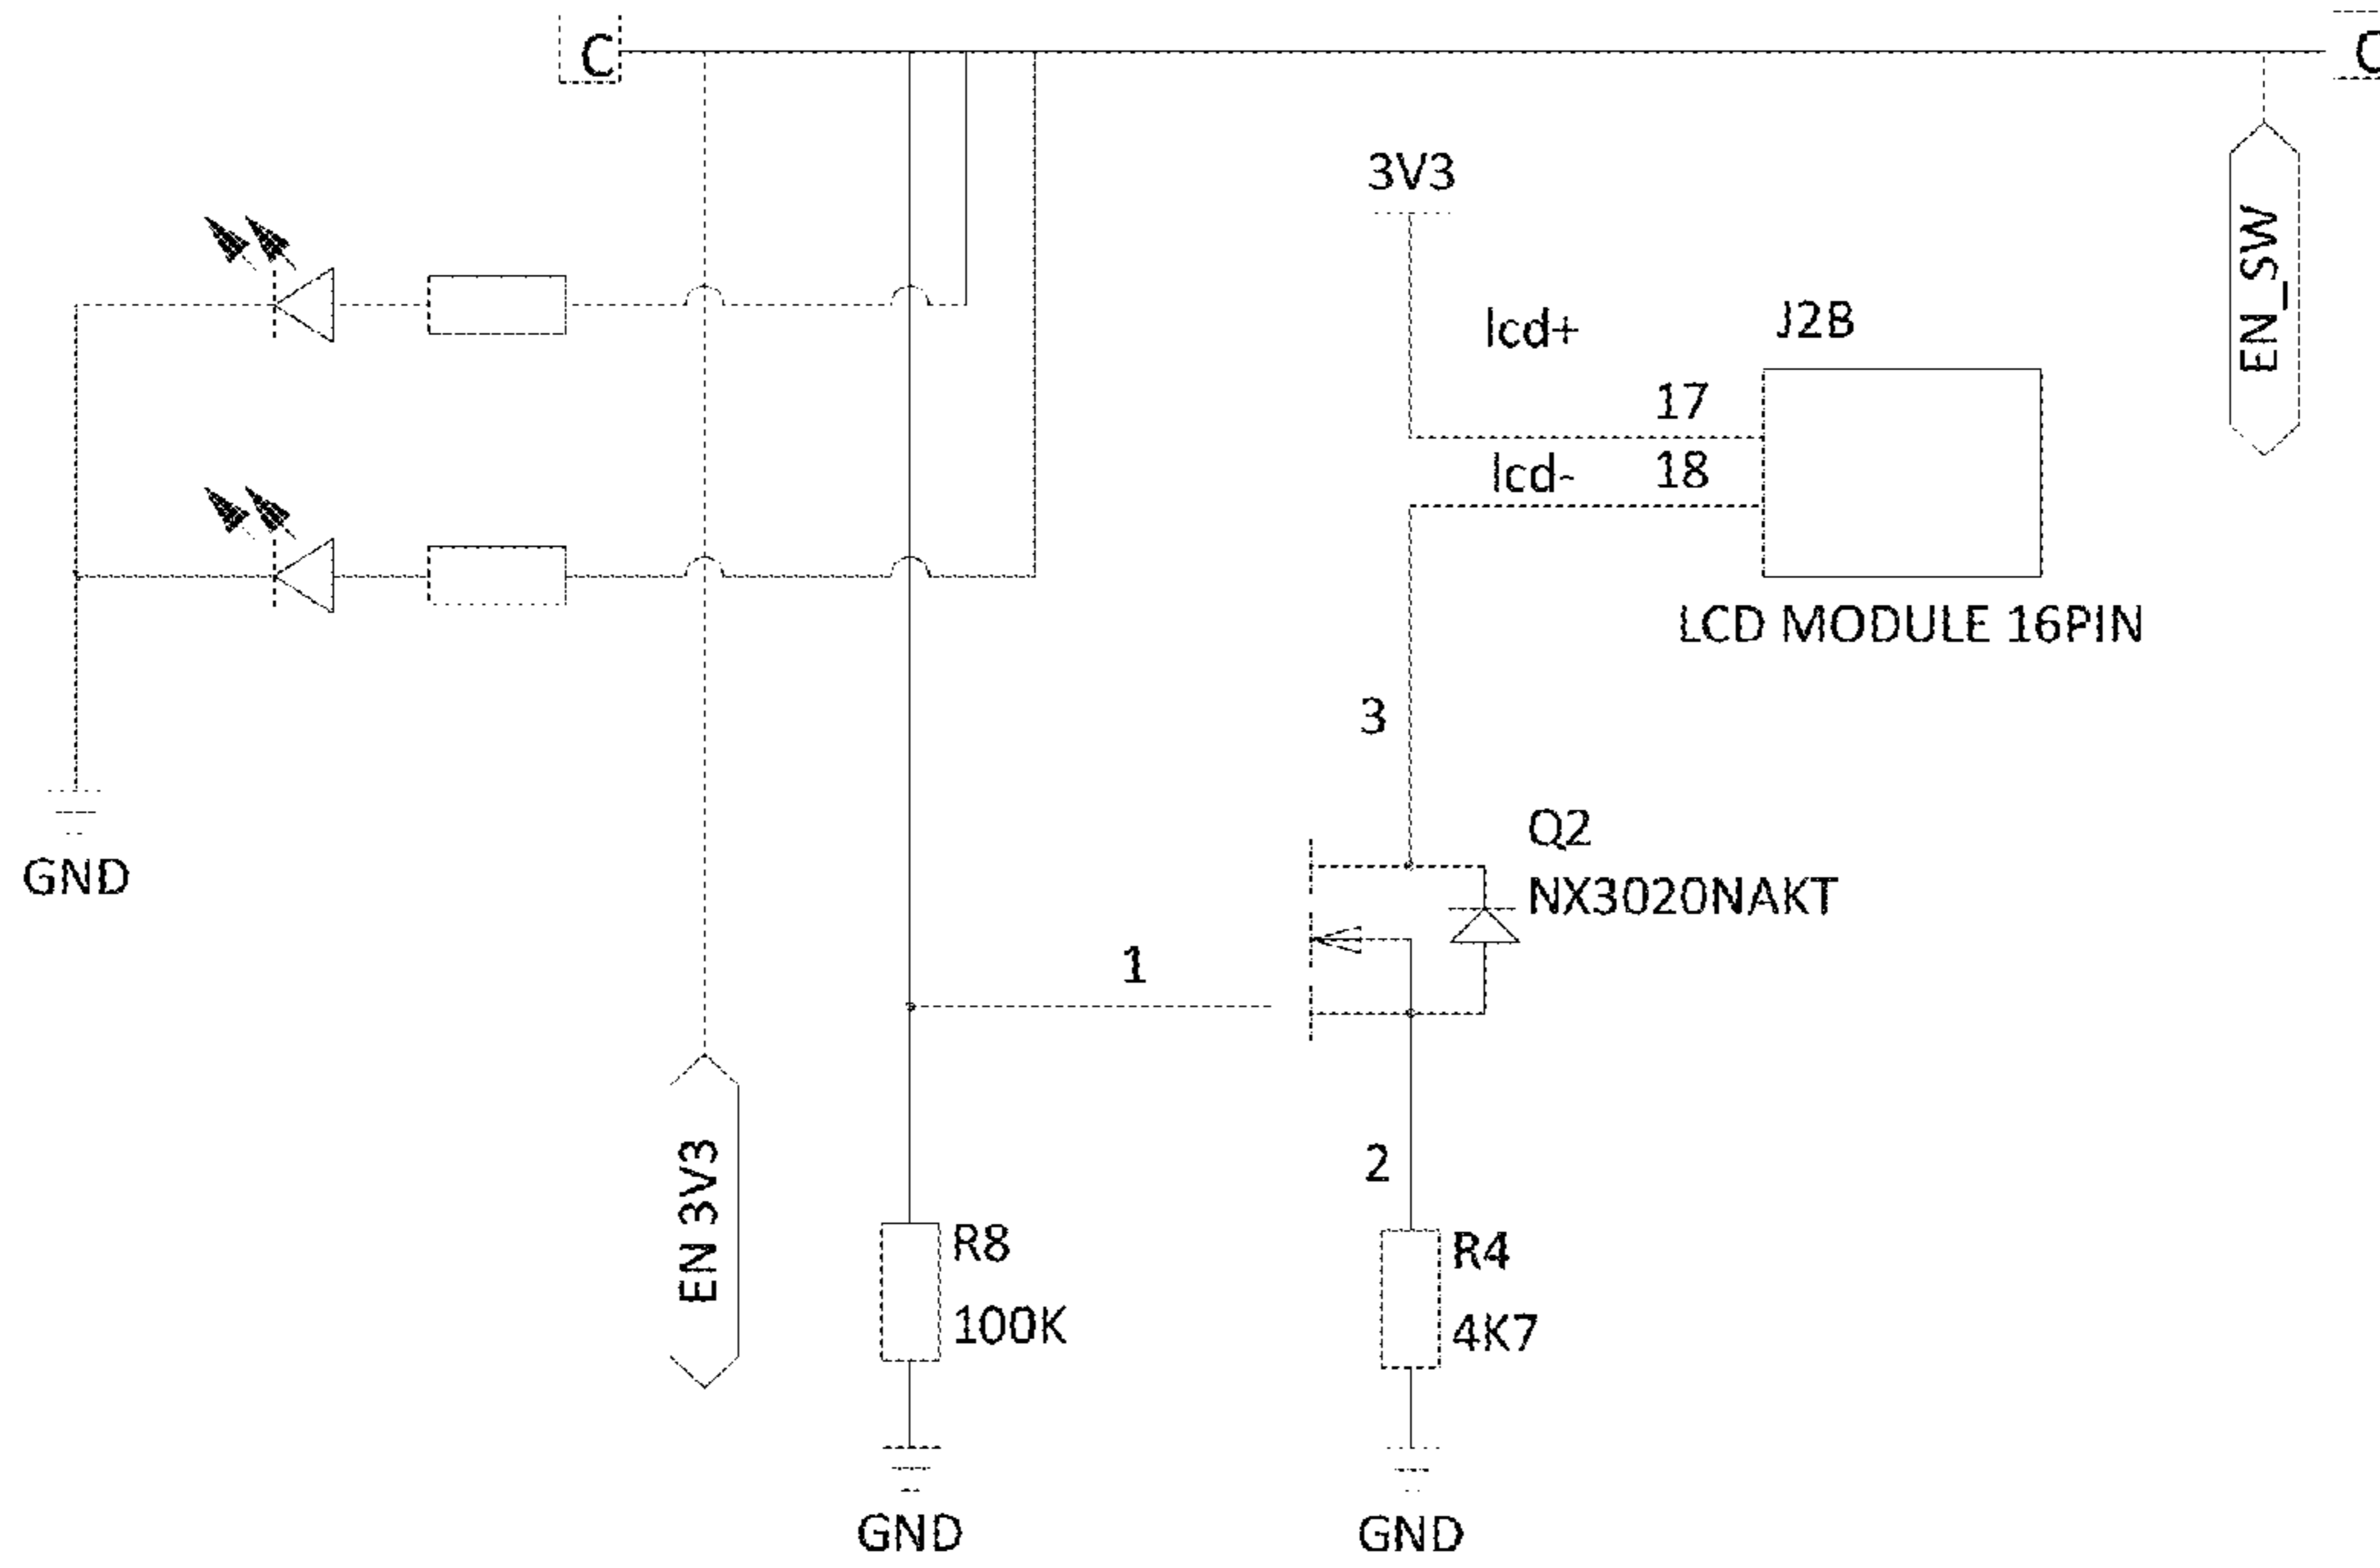 C
C
3V3
EN_SW
lcd+
J2B
17
lcd-
18
LCD MODULE 16PIN
3
Q2
GND
NX3020NAKT
1
2
EN 3V3
R8
R4
100K
4K7
GND
GND